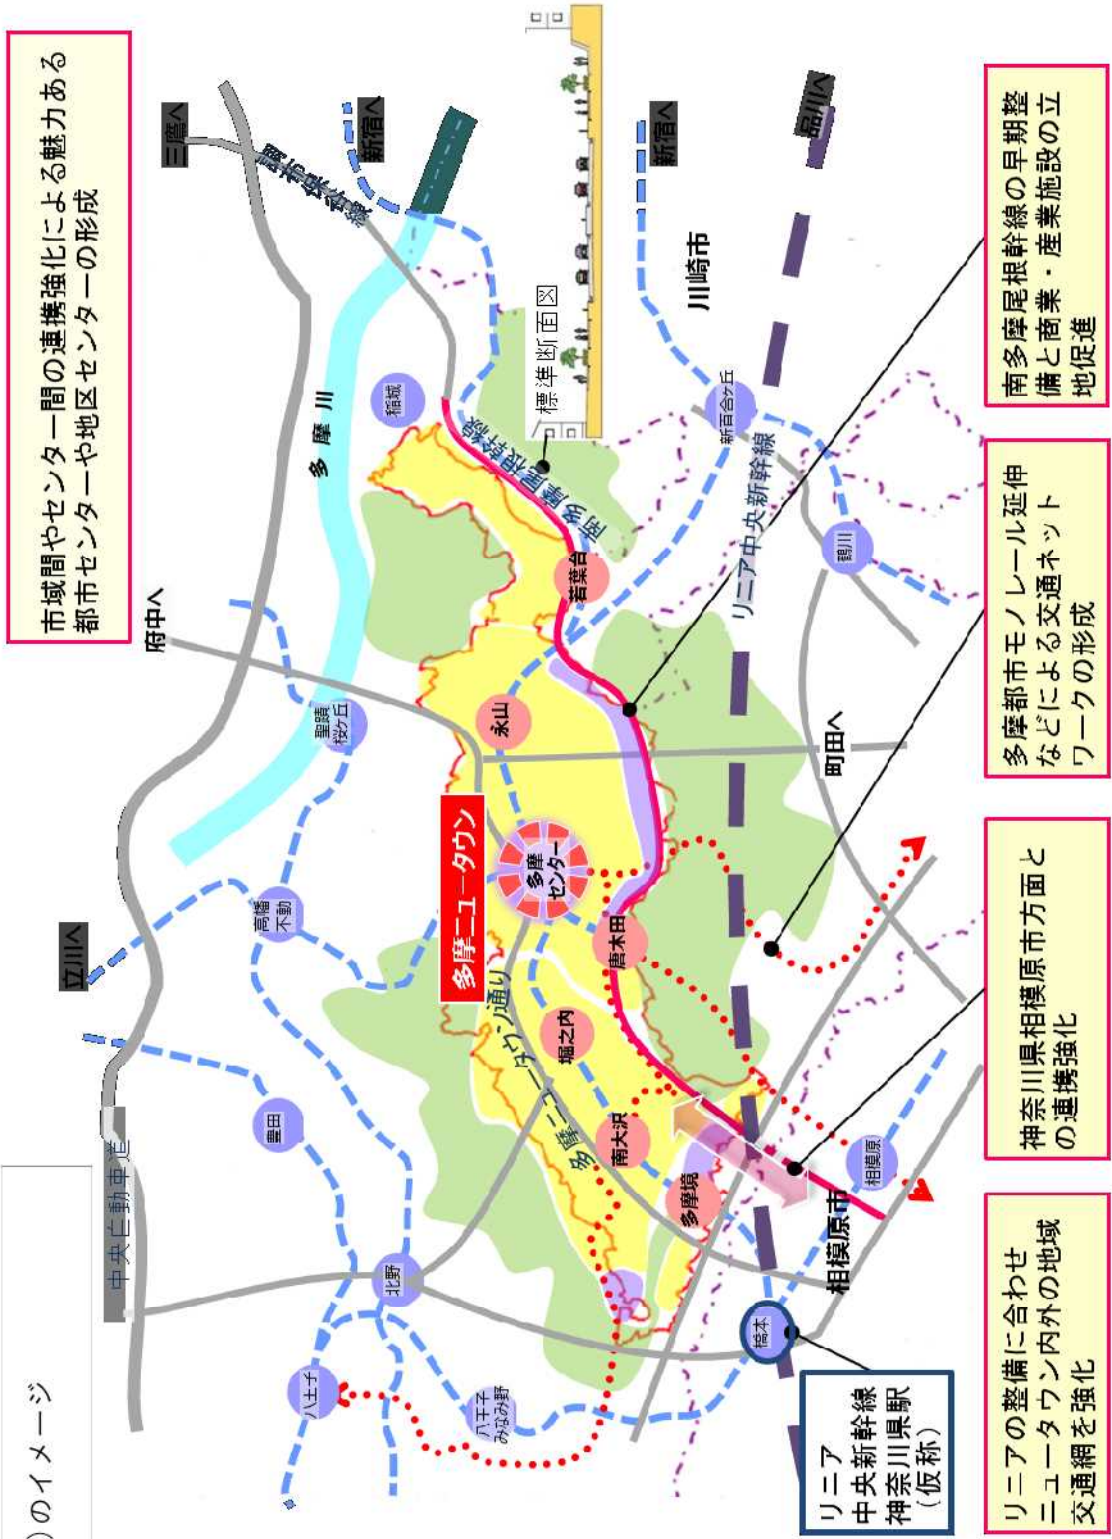 )のイメージ
市域間やセンター間の連携強化による魅力ある
都市センターや地区センターの形成
中央自動車道
立川へ
府中へ
三鷹へ
調布保谷線
新宿へ
多摩川
八王子
豊田
高幡
不動
聖蹟
桜ケ丘
稲城
北野
八王子
みなみ野
多摩ニュータウン
多摩ニュータウン通り
多摩
センター
永山
若葉台
南多摩尾根幹線
標準断面図
堀之内
唐木田
南大沢
多摩境
新宿へ
川崎市
新百合ケ丘
品川へ
リニア中央新幹線
鶴川
町田へ
相模原市
相模原
橋本
リニア
中央新幹線
神奈川県駅
(仮称)
リニアの整備に合わせ
ニュータウン内外の地域
交通網を強化
神奈川県相模原市方面と
の連携強化
多摩都市モノレール延伸
などによる交通ネット
ワークの形成
南多摩尾根幹線の早期整
備と商業・産業施設の立
地促進